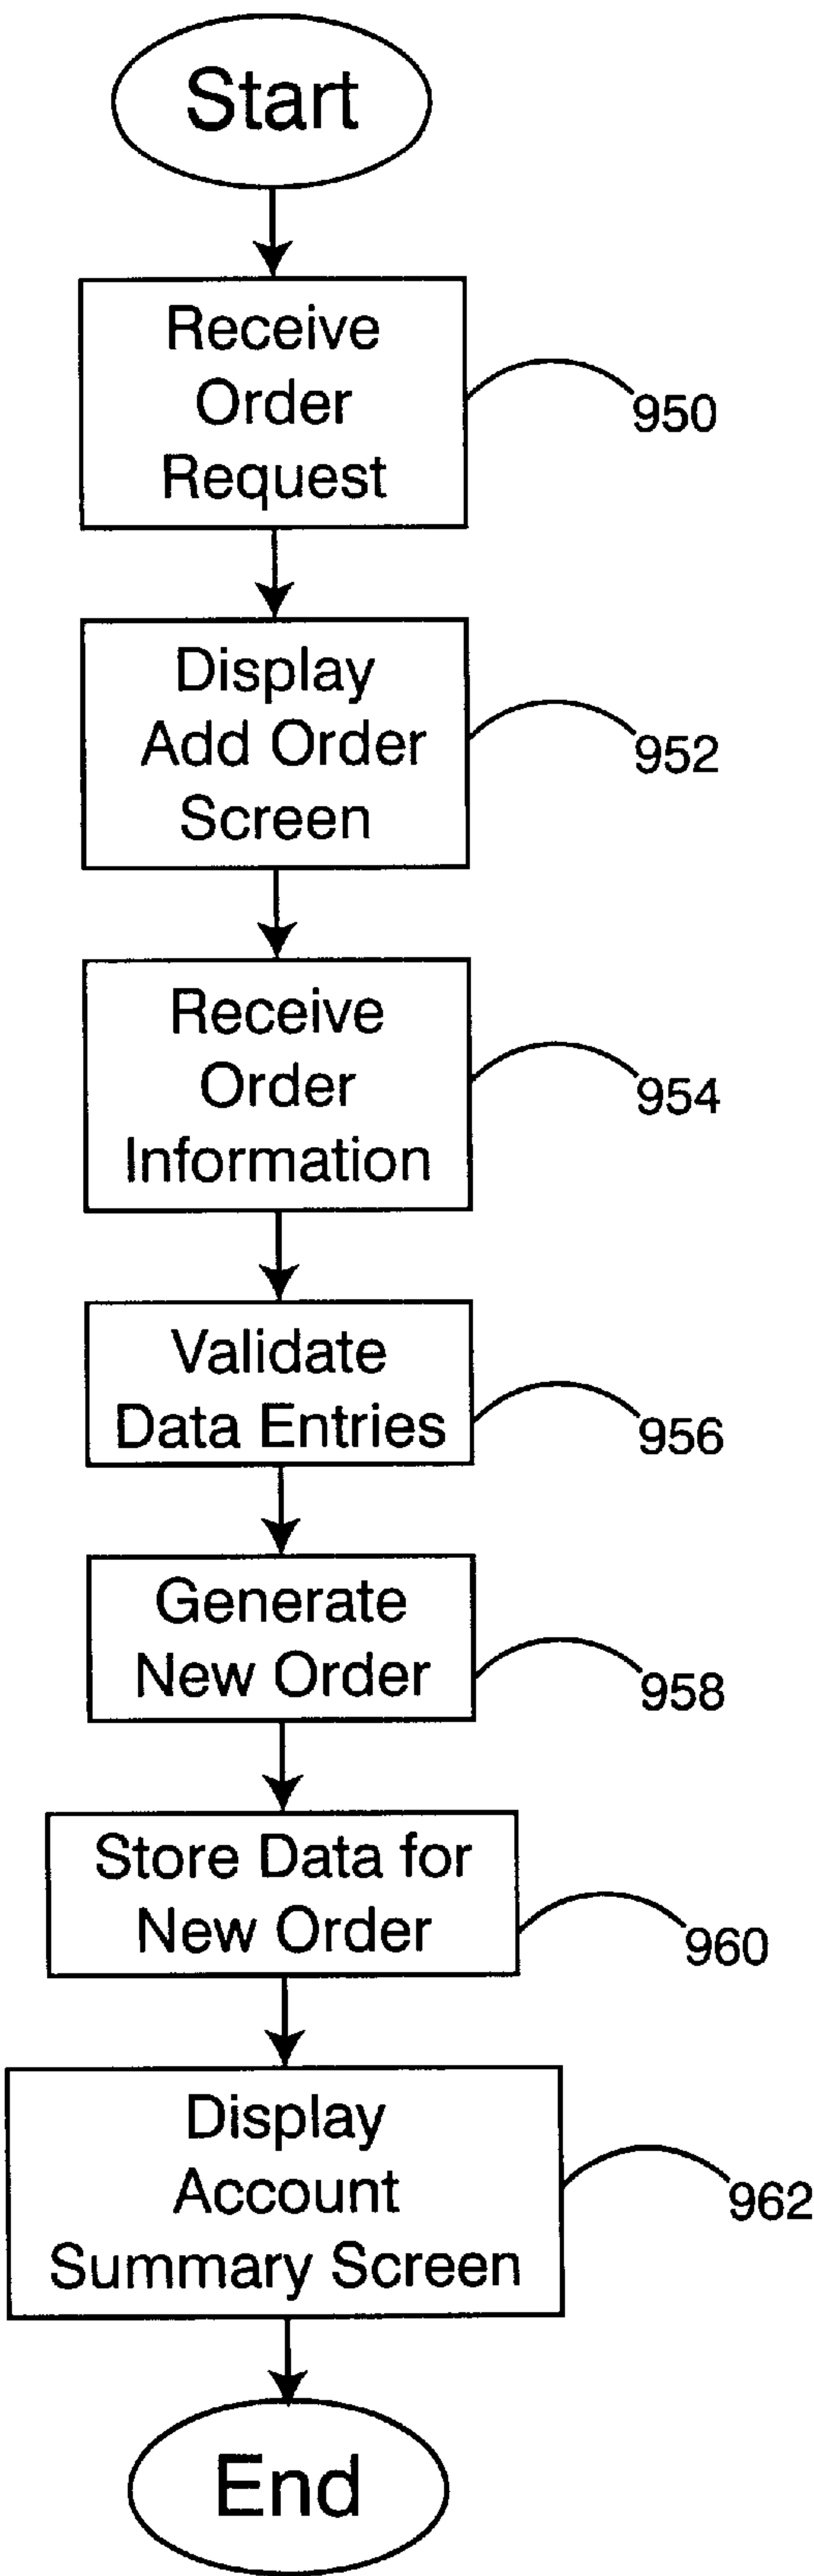 Start
Receive
Order
Request
950
Display
Add Order
Screen
952
Receive
Order
Information
954
Validate
Data Entries
956
Generate
New Order
958
Store Data for
New Order
960
Display
Account
Summary Screen
962
End